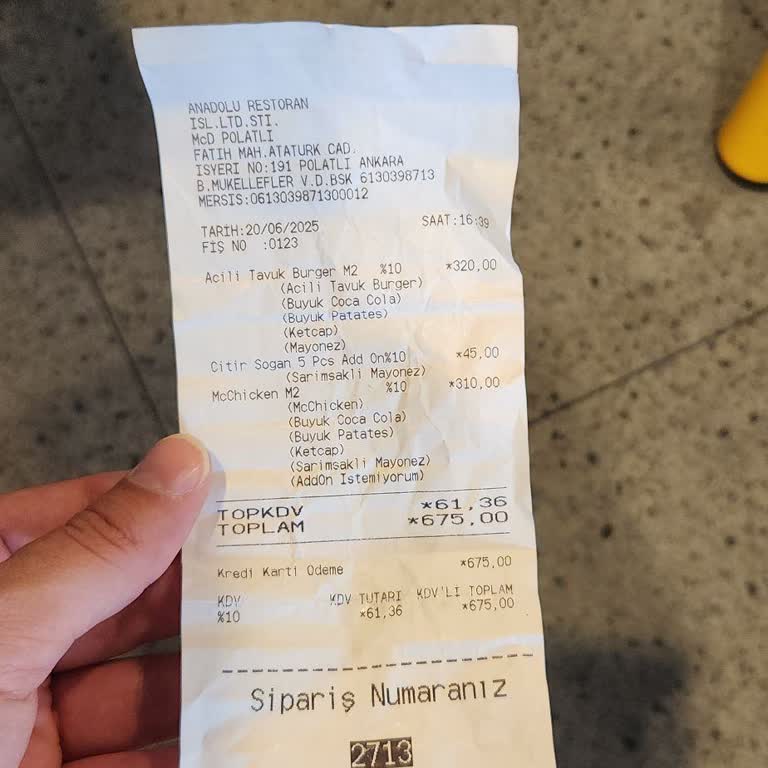 ANADOLU RESTORAN
ISL.LTD.STI.
McD POLATLI
FATIH MAH.ATATURK CAD.
ISYERI NO:191 POLATLI ANKARA
B.MUKELLEFLER V.D.BSK 6130398713
MERSIS:0613039871300012
TARİH:20/06/2025 SAAT:16:39
FİŞ NO :0123
Acili Tavuk Burger M2 %10 *320,00
(Acili Tavuk Burger)
(Buyuk Coca Cola)
(Buyuk Patates)
(Ketcap)
(Mayonez)
Citir Sogan 5 Pcs Add On%10 *45,00
(Sarimsakli Mayonez)
McChicken M2 %10 *310,00
(McChicken)
(Buyuk Coca Cola)
(Buyuk Patates)
(Ketcap)
(Sarimsakli Mayonez)
(AddOn Istemiyorum)
TOPKDV *61,36
TOPLAM *675,00
Kredi Karti Odeme *675,00
KDV KDV TUTARI KDV'LI TOPLAM
%10 *61,36 *675,00
Sipariş Numaranız
2713